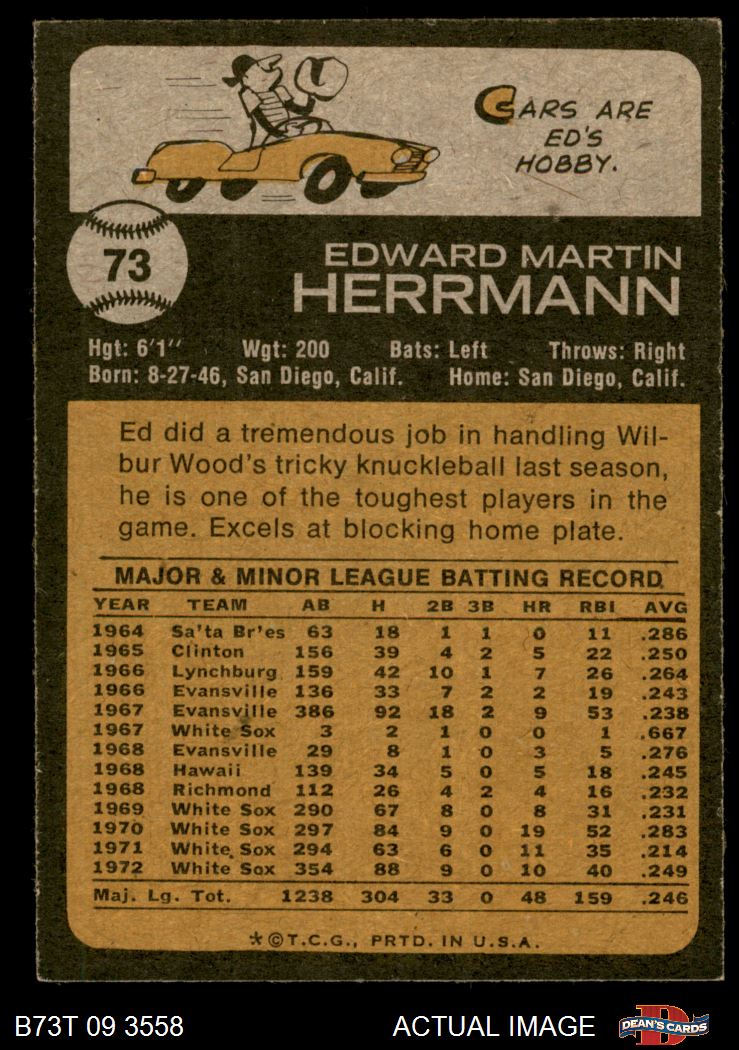 CARS ARE
ED'S
HOBBY.
73
EDWARD MARTIN
HERRMANN
Hgt: 6'1" Wgt: 200 Bats: Left Throws: Right
Born: 8-27-46, San Diego, Calif. Home: San Diego, Calif.
Ed did a tremendous job in handling Wil-
bur Wood's tricky knuckleball last season,
he is one of the toughest players in the
game. Excels at blocking home plate.
MAJOR & MINOR LEAGUE BATTING RECORD
YEAR TEAM AB H 2B 3B HR RBI AVG
1964 Sa'ta Br'es 63 18 1 1 0 11 .286
1965 Clinton 156 39 4 2 5 22 .250
1966 Lynchburg 159 42 10 1 7 26 .264
1966 Evansville 136 33 7 2 2 19 .243
1967 Evansville 386 92 18 2 9 53 .238
1967 White Sox 3 2 1 0 0 1 .667
1968 Evansville 29 8 1 0 3 5 .276
1968 Hawaii 139 34 5 0 5 18 .245
1968 Richmond 112 26 4 2 4 16 .232
1969 White Sox 290 67 8 0 8 31 .231
1970 White Sox 297 84 9 0 19 52 .283
1971 White Sox 294 63 6 0 11 35 .214
1972 White Sox 354 88 9 0 10 40 .249
Maj. Lg. Tot. 1238 304 33 0 48 159 .246
*©T.C.G., PRTD. IN U.S.A.
B73T 09 3558 ACTUAL IMAGE D DEAN'S CARDS